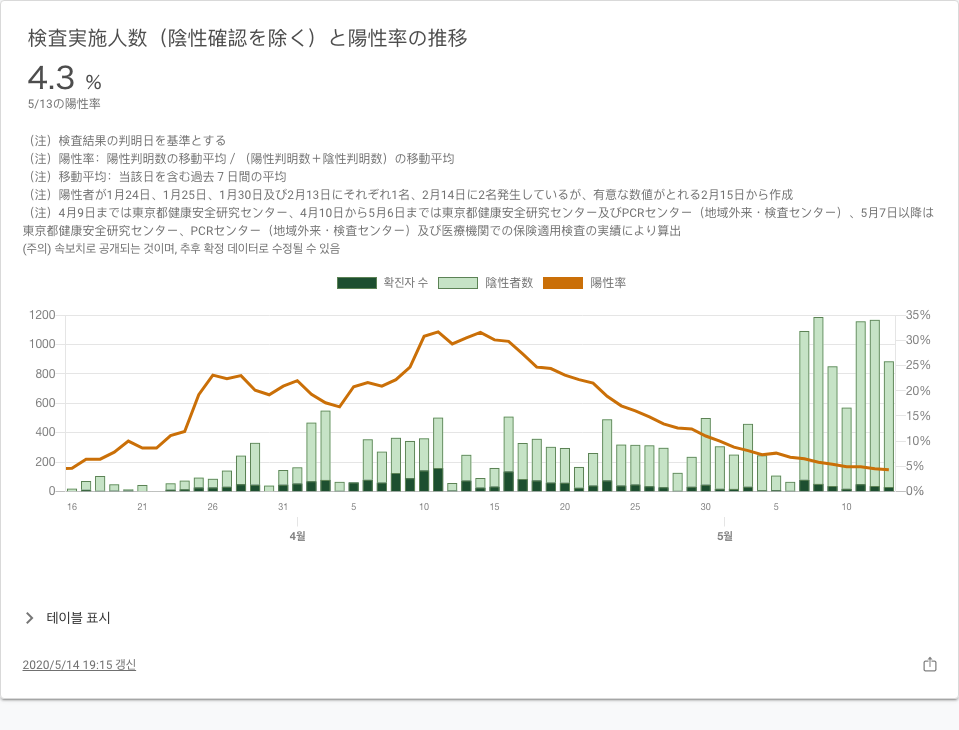 検査実施人数（陰性確認を除く）と陽性率の推移
4.3 %
5/13の陽性率
（注）検査結果の判明日を基準とする
（注）陽性率：陽性判明数の移動平均 / （陽性判明数＋陰性判明数）の移動平均
（注）移動平均：当該日を含む過去７日間の平均
（注）陽性者が1月24日、1月25日、1月30日及び2月13日にそれぞれ1名、2月14日に2名発生しているが、有意な数値がとれる2月15日から作成
（注）4月9日までは東京都健康安全研究センター、4月10日から5月6日までは東京都健康安全研究センター及びPCRセンター（地域外来・検査センター）、5月7日以降は
東京都健康安全研究センター、PCRセンター（地域外来・検査センター）及び医療機関での保険適用検査の実績により算出
(주의) 속보치로 공개되는 것이며, 추후 확정 데이터로 수정될 수 있음
확진자 수 陰性者数 陽性率
1200 35%
1000 30%
800 25%
600 20%
400 15%
200 10%
0 5%
0%
16 21 26 31 5 10 15 20 25 30 5 10
4월 5월
테이블 표시
2020/5/14 19:15 갱신